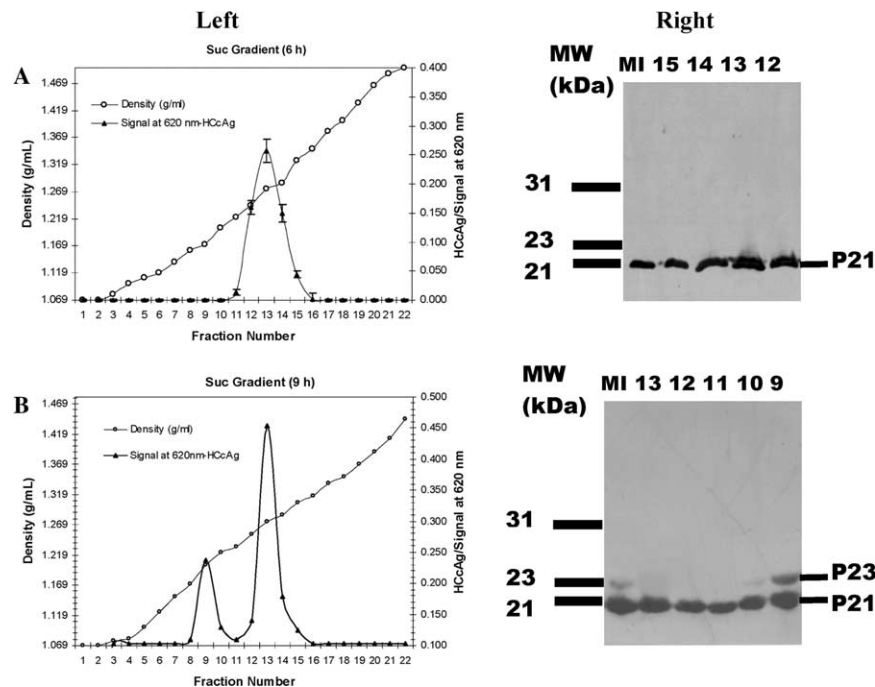 Left
Right
A
Suc Gradient (6 h)
Density (g/mL)
1.469
1.419
1.369
1.319
1.269
1.219
1.169
1.119
1.069
Density (g/ml)
Signal at 620 nm-HCcAg
0.400
0.350
0.300
0.250
0.200
0.150
0.100
0.050
0.000
HCcAg/Signal at 620 nm
1 2 3 4 5 6 7 8 9 10 11 12 13 14 15 16 17 18 19 20 21 22
Fraction Number
MW
(kDa)
MI 15 14 13 12
31
23
21
P21
B
Suc Gradient (9 h)
Density (g/mL)
1.469
1.419
1.369
1.319
1.269
1.219
1.169
1.119
1.069
Density (g/ml)
Signal at 620nm-HCcAg
0.500
0.450
0.400
0.350
0.300
0.250
0.200
0.150
0.100
HCcAg/Signal at 620 nm
1 2 3 4 5 6 7 8 9 10 11 12 13 14 15 16 17 18 19 20 21 22
Fraction Number
MW
(kDa)
MI 13 12 11 10 9
31
23
21
P23
P21